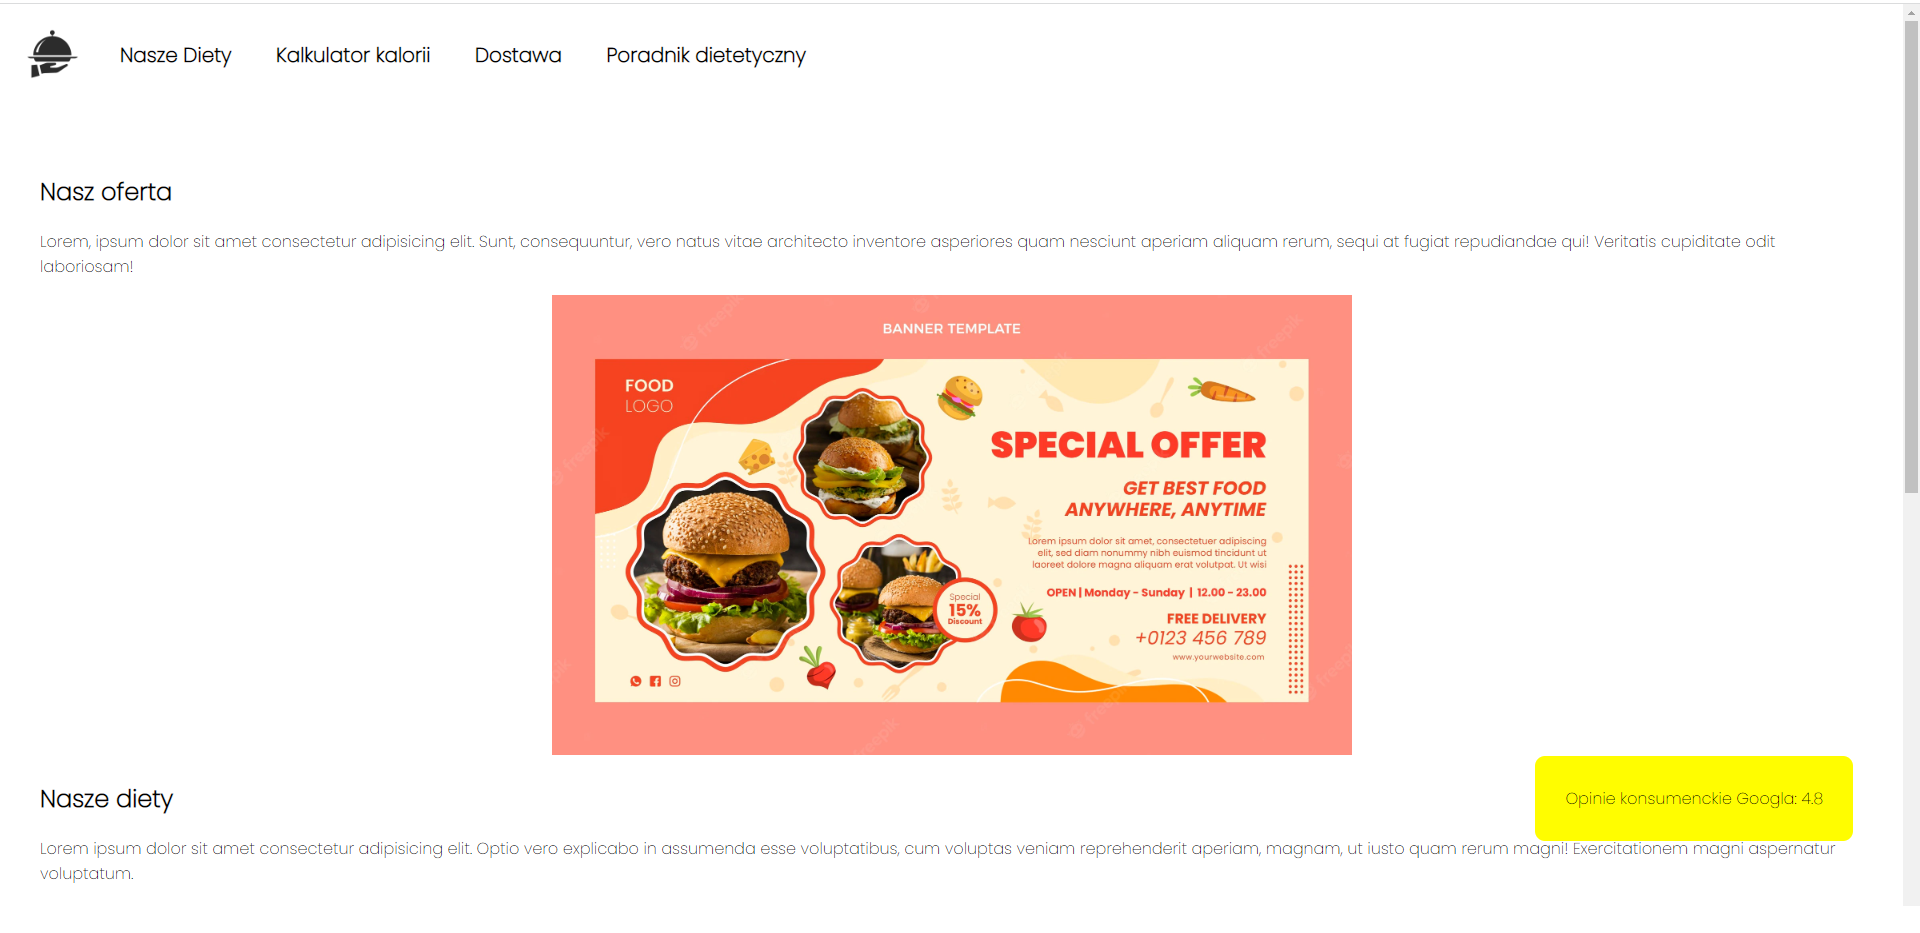 Nasze Diety Kalkulator kalorii Dostawa Poradnik dietetyczny
Nasz oferta
Lorem, ipsum dolor sit amet consectetur adipisicing elit. Sunt, consequuntur, vero natus vitae architecto inventore asperiores quam nesciunt aperiam aliquam rerum, sequi at fugiat repudiandae qui! Veritatis cupiditate odit
laboriosam!
BANNER TEMPLATE
FOOD
LOGO
SPECIAL OFFER
GET BEST FOOD
ANYWHERE, ANYTIME
Lorem ipsum dolor sit amet, consectetuer adipiscing
elit, sed diam nonummy nibh euismod tincidunt ut
laoreet dolore magna aliquam erat volutpat. Ut wisi
OPEN | Monday - Sunday | 12.00 - 23.00
Special
15%
Discount
FREE DELIVERY
+0123 456 789
www.yourwebsite.com
Nasze diety
Opinie konsumenckie Googla: 4.8
Lorem ipsum dolor sit amet consectetur adipisicing elit. Optio vero explicabo in assumenda esse voluptatibus, cum voluptas veniam reprehenderit aperiam, magnam, ut iusto quam rerum magni! Exercitationem magni aspernatur
voluptatum.